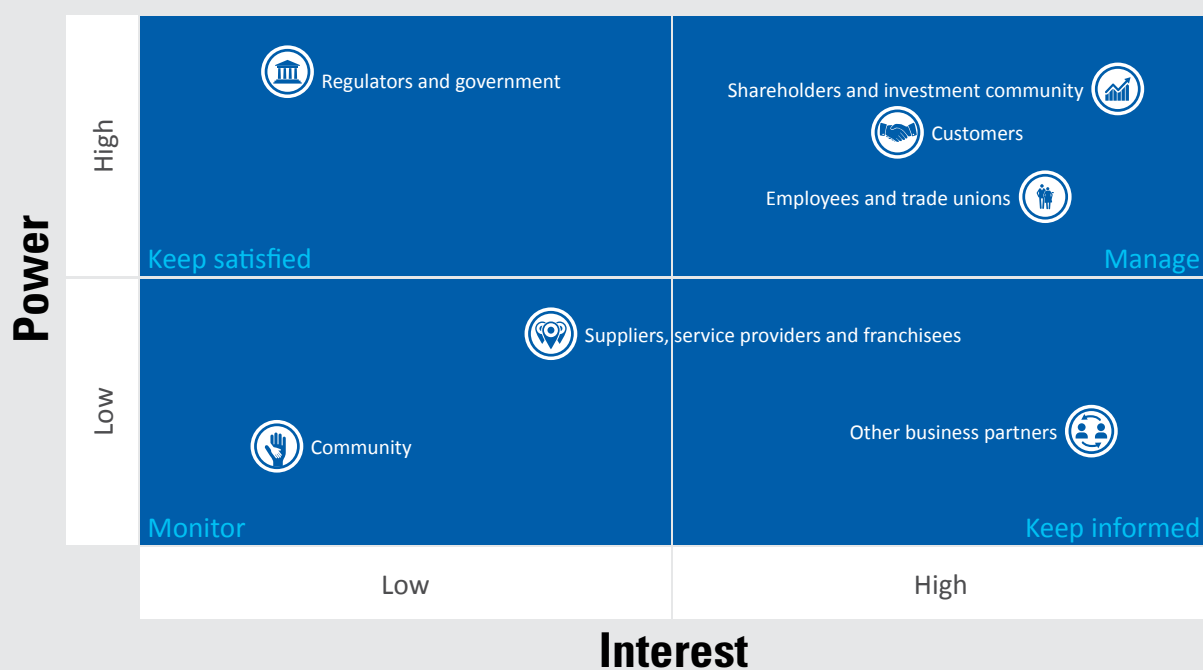 Power
High
Low
Regulators and government
Shareholders and investment community
Customers
Employees and trade unions
Keep satisfied
Manage
Suppliers, service providers and franchisees
Community
Other business partners
Monitor
Keep informed
Low
High
Interest